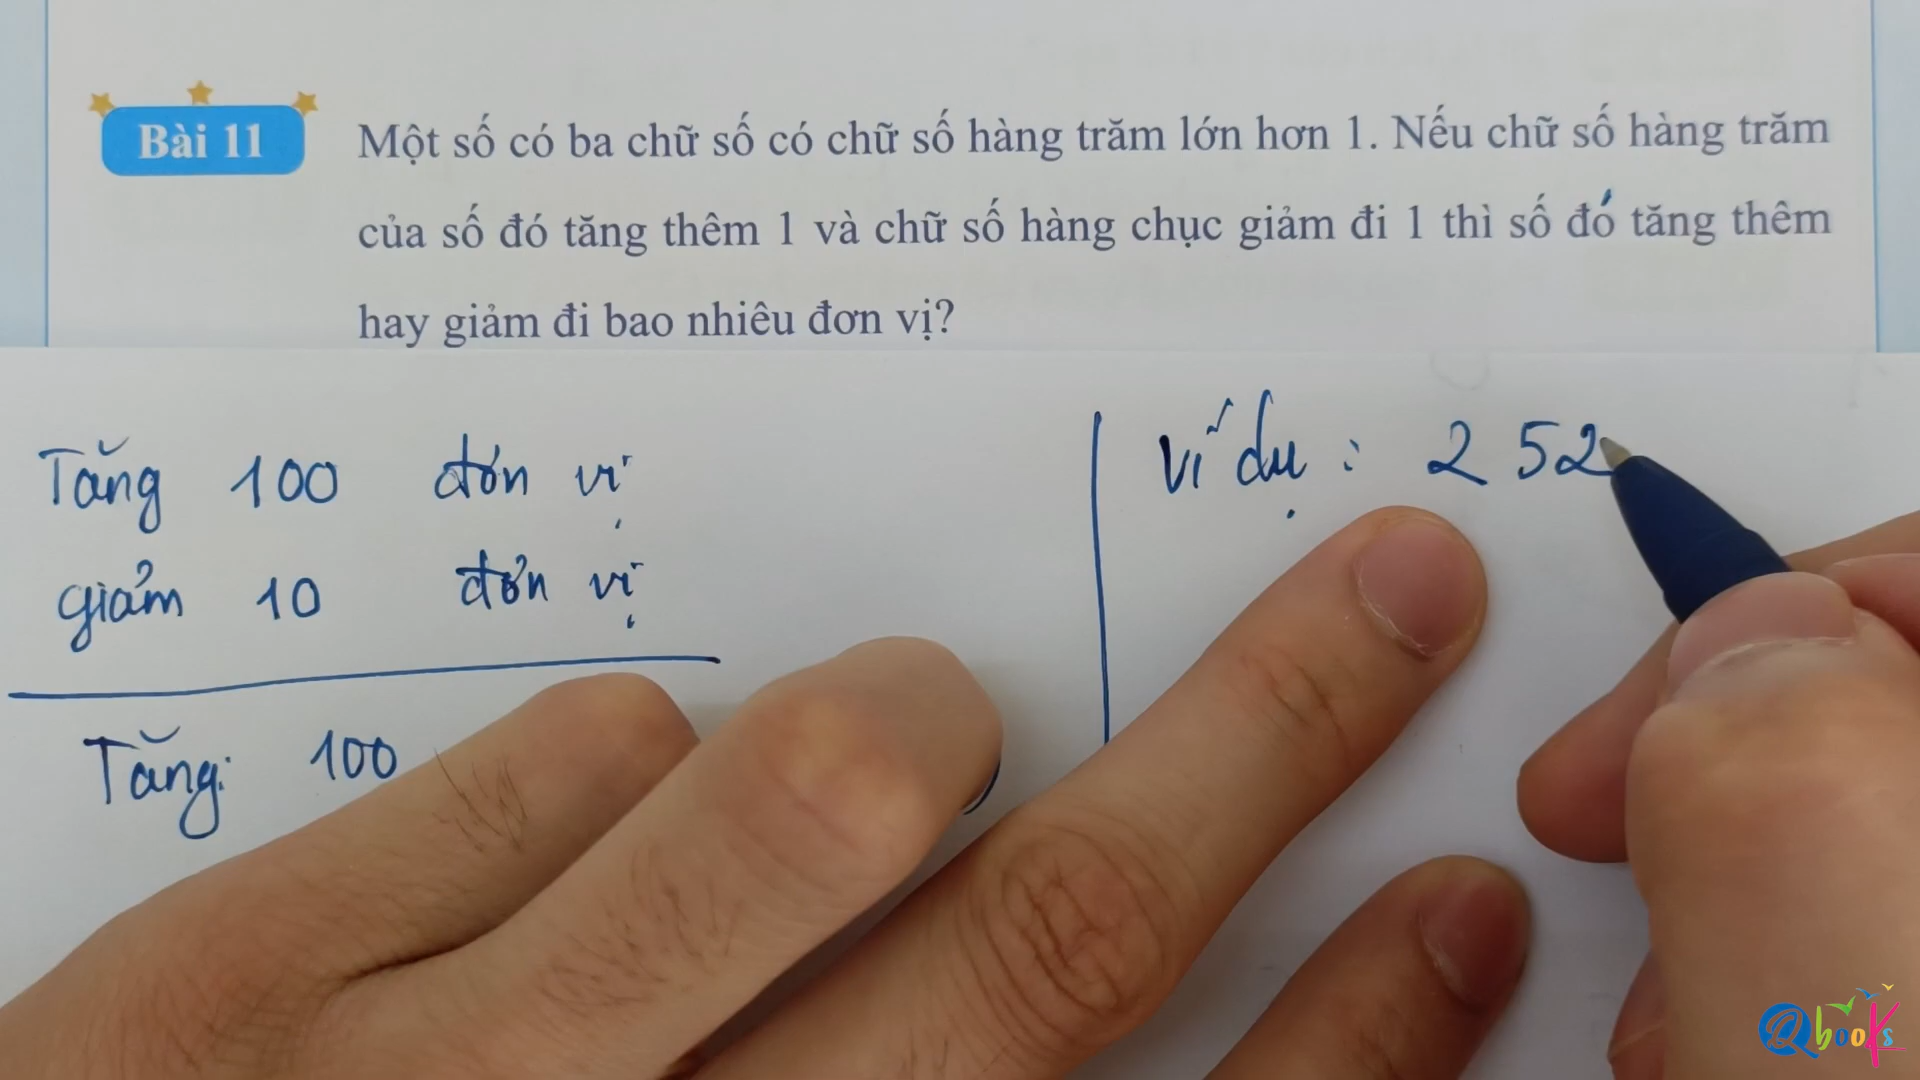 Bài 11
Một số có ba chữ số có chữ số hàng trăm lớn hơn 1. Nếu chữ số hàng trăm
của số đó tăng thêm 1 và chữ số hàng chục giảm đi 1 thì số đó tăng thêm
hay giảm đi bao nhiêu đơn vị?
Tăng 100 đơn vị
giảm 10 đơn vị
Tăng: 100
Ví dụ : 252
Qbooks